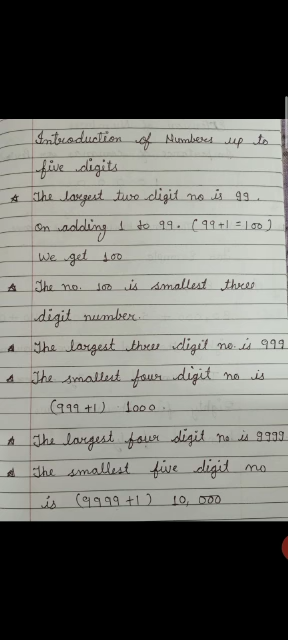 Introduction of Numbers up to
five digits
☆ The largest two digit no is 99.
On adding 1 to 99. (99+1=100)
We get 100
☆ The no. 100 is smallest three
digit number.
☆ The largest three digit no. is 999
☆ The smallest four digit no is
(999+1) 1000.
☆ The largest four digit no is 9999
☆ The smallest five digit no
is (9999+1) 10,000